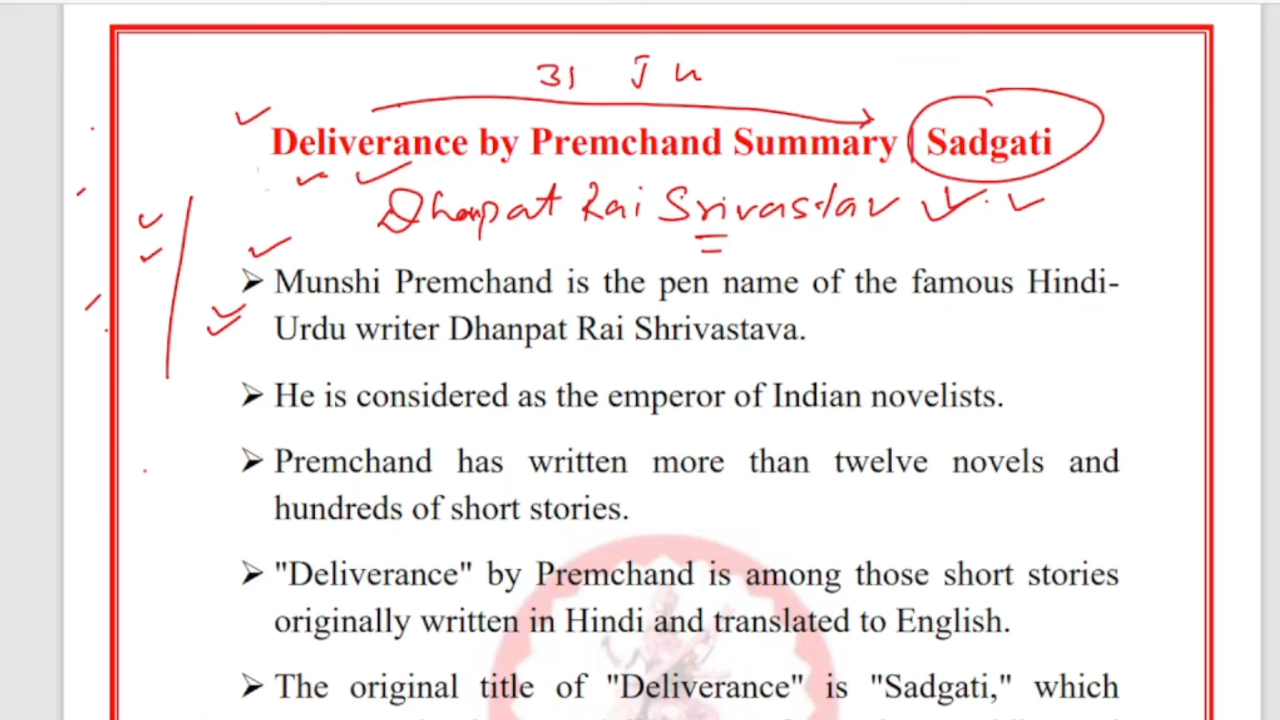 31 Ju
Deliverance by Premchand Summary | Sadgati
Dhanpat Rai Srivastav
➢ Munshi Premchand is the pen name of the famous Hindi-
Urdu writer Dhanpat Rai Shrivastava.
➢ He is considered as the emperor of Indian novelists.
➢ Premchand has written more than twelve novels and
hundreds of short stories.
➢ "Deliverance" by Premchand is among those short stories
originally written in Hindi and translated to English.
➢ The original title of "Deliverance" is "Sadgati," which